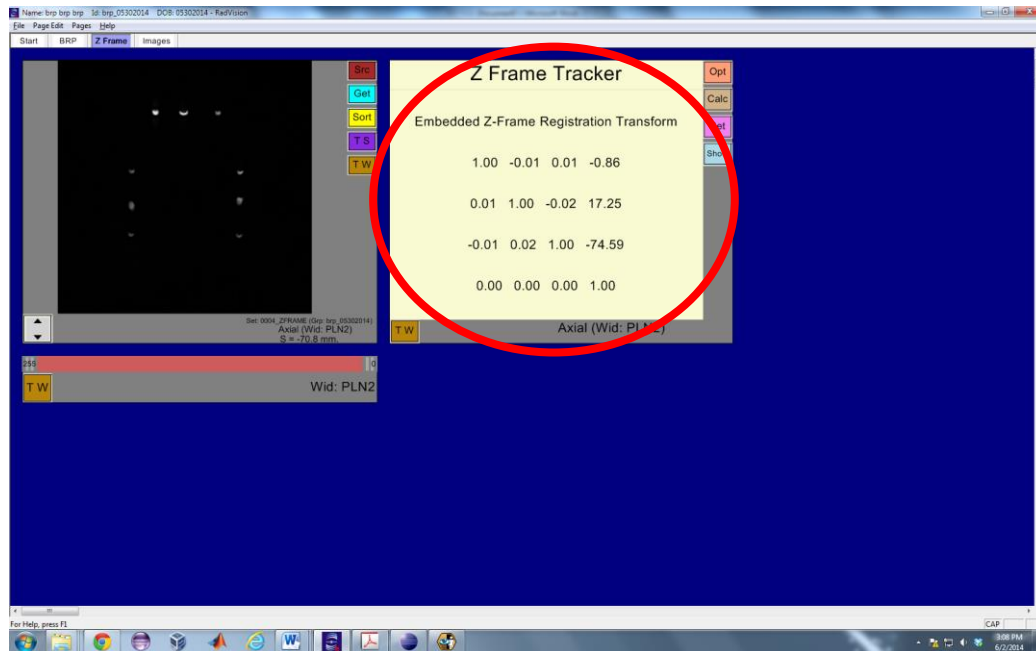 Name: brp brp brp Id: brp_05302014 DOB: 05302014 - RadVision
File PageEdit Pages Help
Start BRP Z Frame Images
Src
Get
Sort
T S
T W
Set: 0004_ZFRAME (Grp: brp_05302014)
Axial (Wid: PLN2)
S = -70.8 mm.
Z Frame Tracker
Embedded Z-Frame Registration Transform
1.00 -0.01 0.01 -0.86
0.01 1.00 -0.02 17.25
-0.01 0.02 1.00 -74.59
0.00 0.00 0.00 1.00
Opt
Calc
Show
T W
Axial (Wid: PLN2)
255 0
T W
Wid: PLN2
For Help, press F1
CAP
3:08 PM
6/2/2014